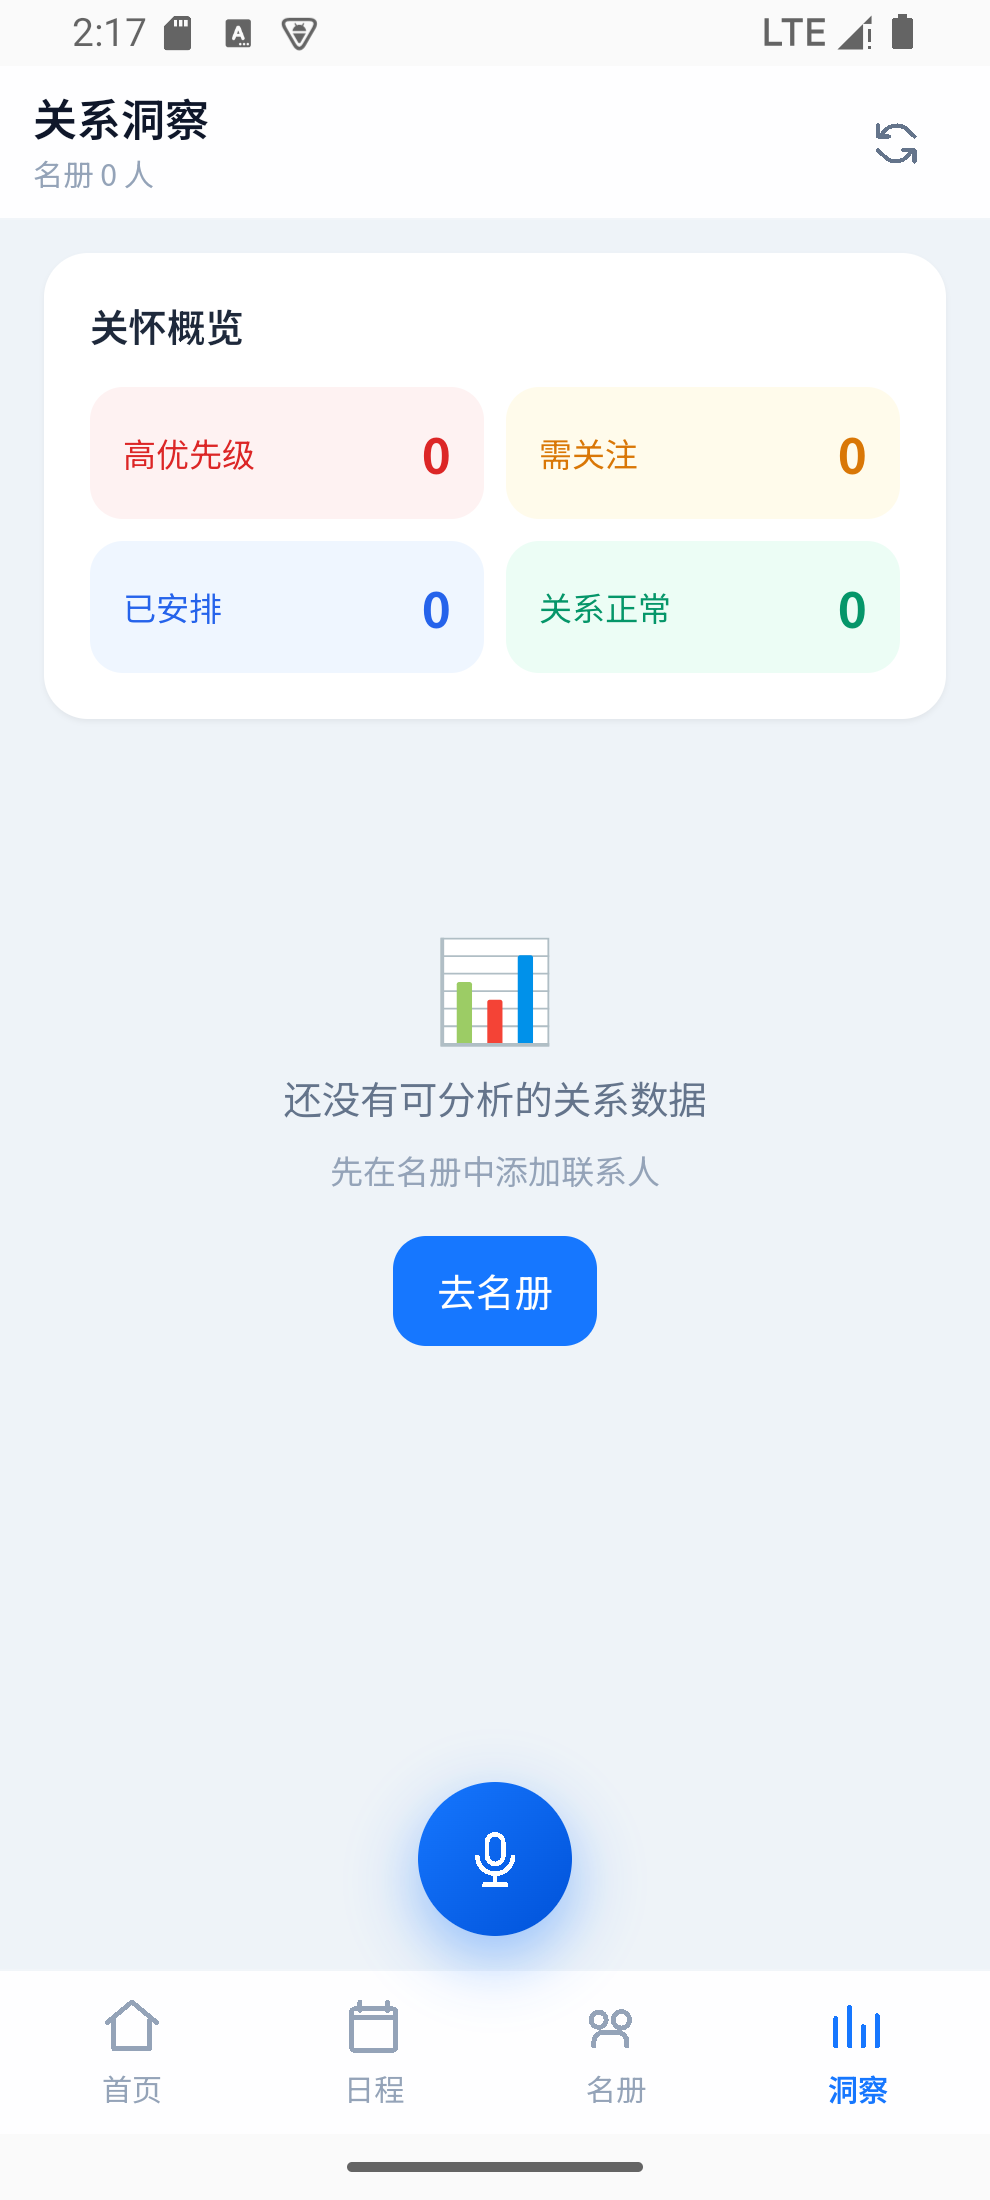 2:17
LTE
关系洞察
名册 0 人
关怀概览
高优先级 0
需关注 0
已安排 0
关系正常 0
还没有可分析的关系数据
先在名册中添加联系人
去名册
首页
日程
名册
洞察